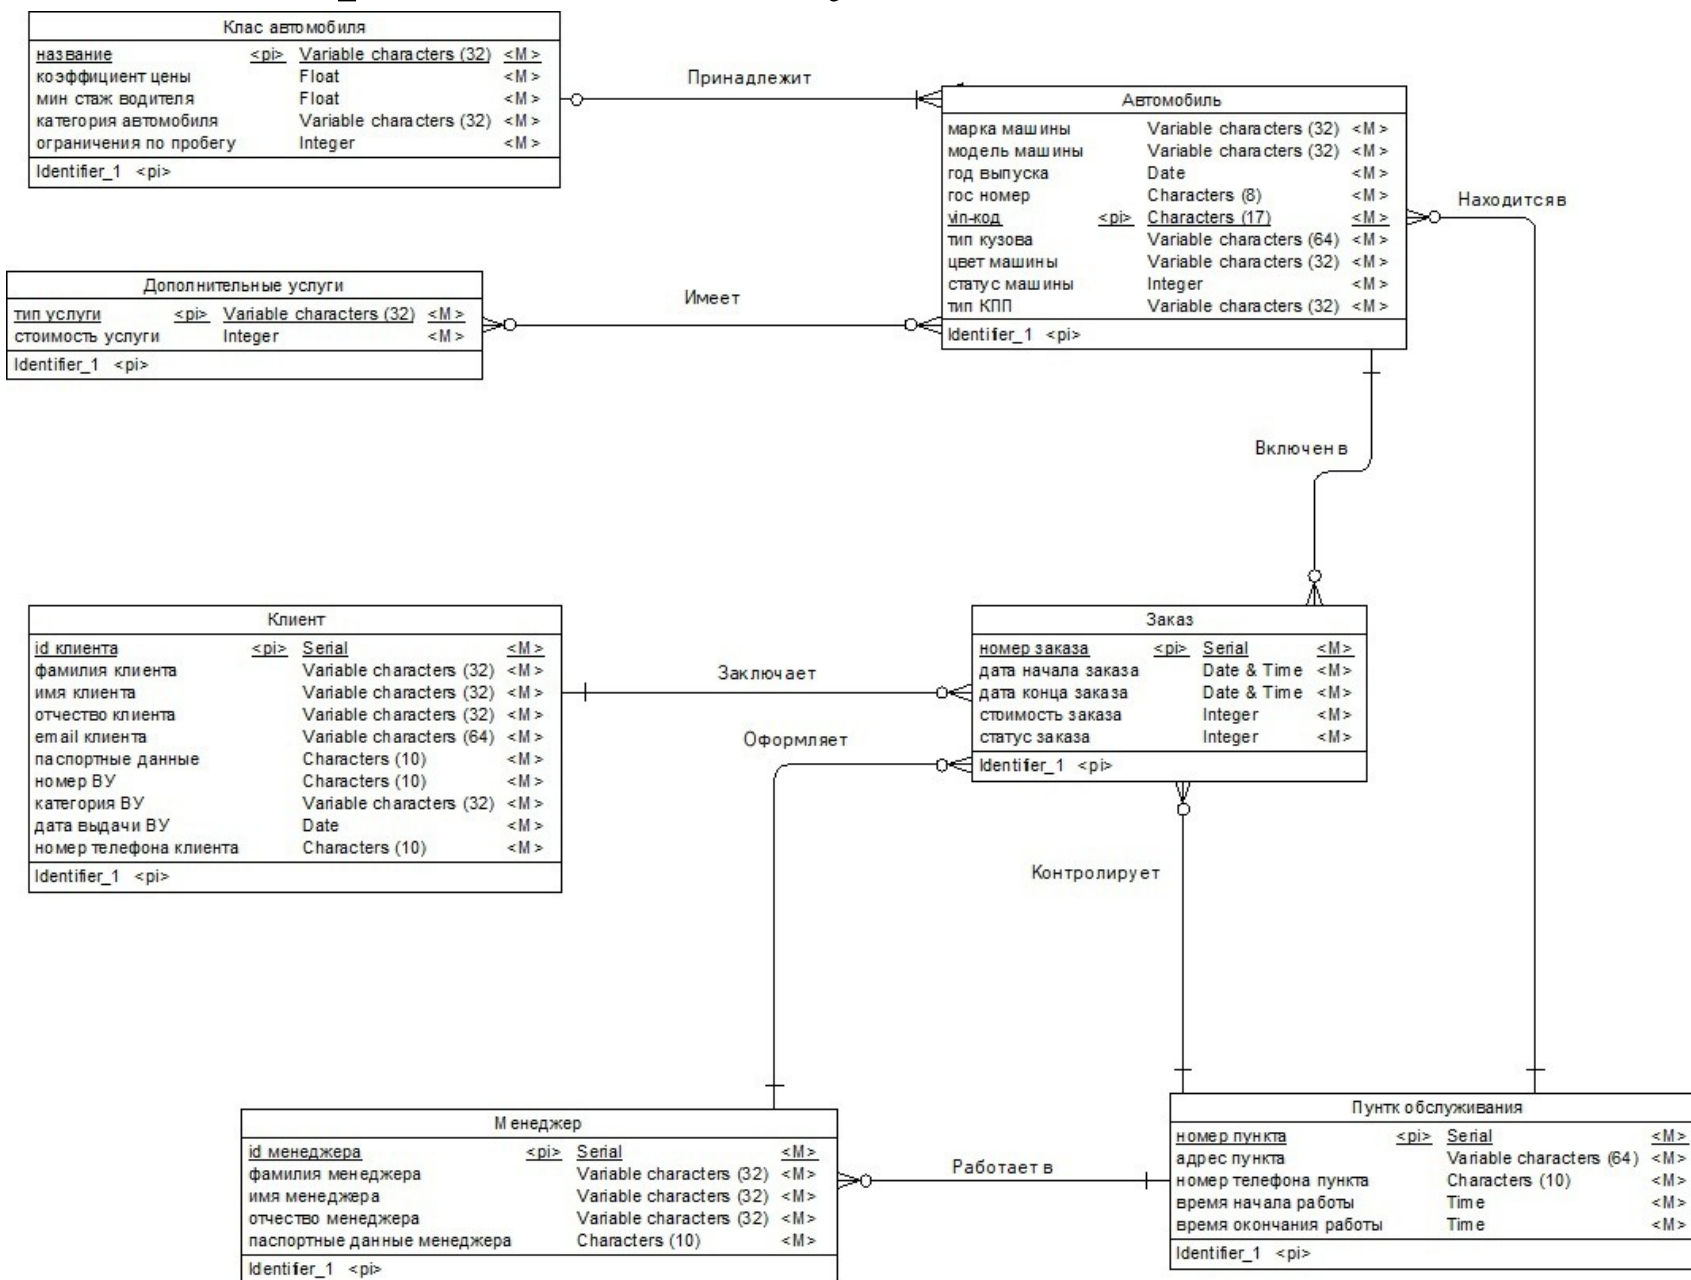 Клас автомобиля
название <pi> Variable characters (32) <M>
коэффициент цены Float <M>
мин стаж водителя Float <M>
категория автомобиля Variable characters (32) <M>
ограничения по пробегу Integer <M>
Identifier_1 <pi>
Принадлежит
Автомобиль
марка машины Variable characters (32) <M>
модель машины Variable characters (32) <M>
год выпуска Date <M>
гос номер Characters (8) <M>
vin-код <pi> Characters (17) <M>
тип кузова Variable characters (64) <M>
цвет машины Variable characters (32) <M>
статус машины Integer <M>
тип КПП Variable characters (32) <M>
Identifier_1 <pi>
Находится в
Дополнительные услуги
тип услуги <pi> Variable characters (32) <M>
стоимость услуги Integer <M>
Identifier_1 <pi>
Имеет
Включен в
Клиент
id клиента <pi> Serial <M>
фамилия клиента Variable characters (32) <M>
имя клиента Variable characters (32) <M>
отчество клиента Variable characters (32) <M>
email клиента Variable characters (64) <M>
паспортные данные Characters (10) <M>
номер ВУ Characters (10) <M>
категория ВУ Variable characters (32) <M>
дата выдачи ВУ Date <M>
номер телефона клиента Characters (10) <M>
Identifier_1 <pi>
Заключает
Оформляет
Заказ
номер заказа <pi> Serial <M>
дата начала заказа Date & Time <M>
дата конца заказа Date & Time <M>
стоимость заказа Integer <M>
статус заказа Integer <M>
Identifier_1 <pi>
Контролирует
Менеджер
id менеджера <pi> Serial <M>
фамилия менеджера Variable characters (32) <M>
имя менеджера Variable characters (32) <M>
отчество менеджера Variable characters (32) <M>
паспортные данные менеджера Characters (10) <M>
Identifier_1 <pi>
Работает в
Пунтк обслуживания
номер пункта <pi> Serial <M>
адрес пункта Variable characters (64) <M>
номер телефона пункта Characters (10) <M>
время начала работы Time <M>
время окончания работы Time <M>
Identifier_1 <pi>